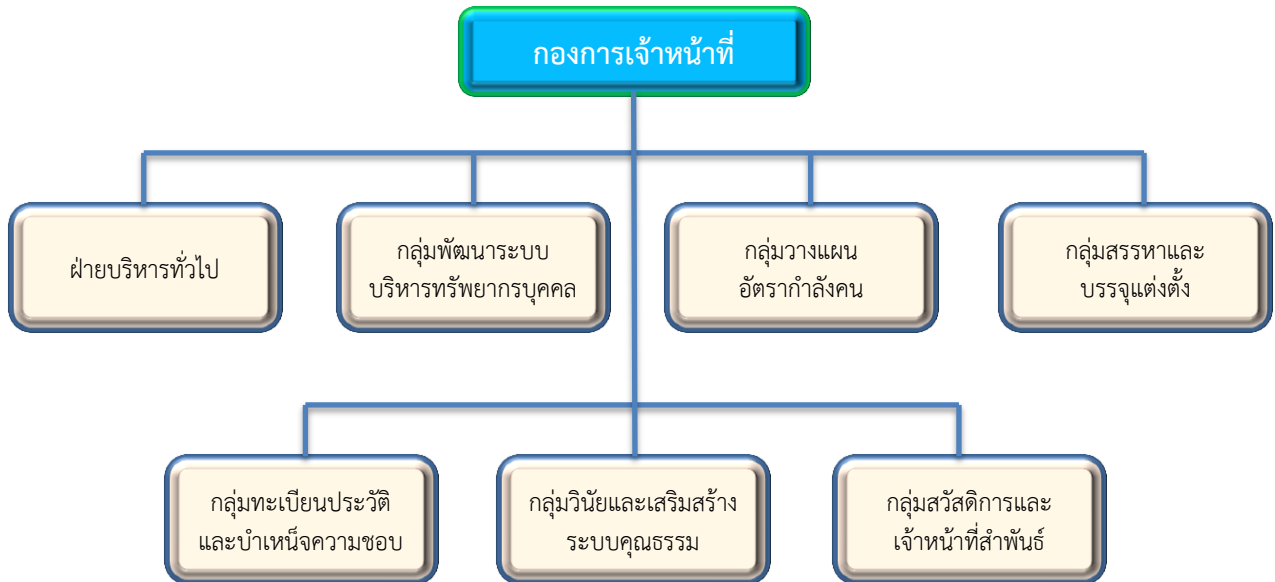 กองการเจ้าหน้าที่
ฝ่ายบริหารทั่วไป
กลุ่มพัฒนาระบบ
บริหารทรัพยากรบุคคล
กลุ่มวางแผน
อัตรากำลังคน
กลุ่มสรรหาและ
บรรจุแต่งตั้ง
กลุ่มทะเบียนประวัติ
และบำเหน็จความชอบ
กลุ่มวินัยและเสริมสร้าง
ระบบคุณธรรม
กลุ่มสวัสดิการและ
เจ้าหน้าที่สำพันธ์